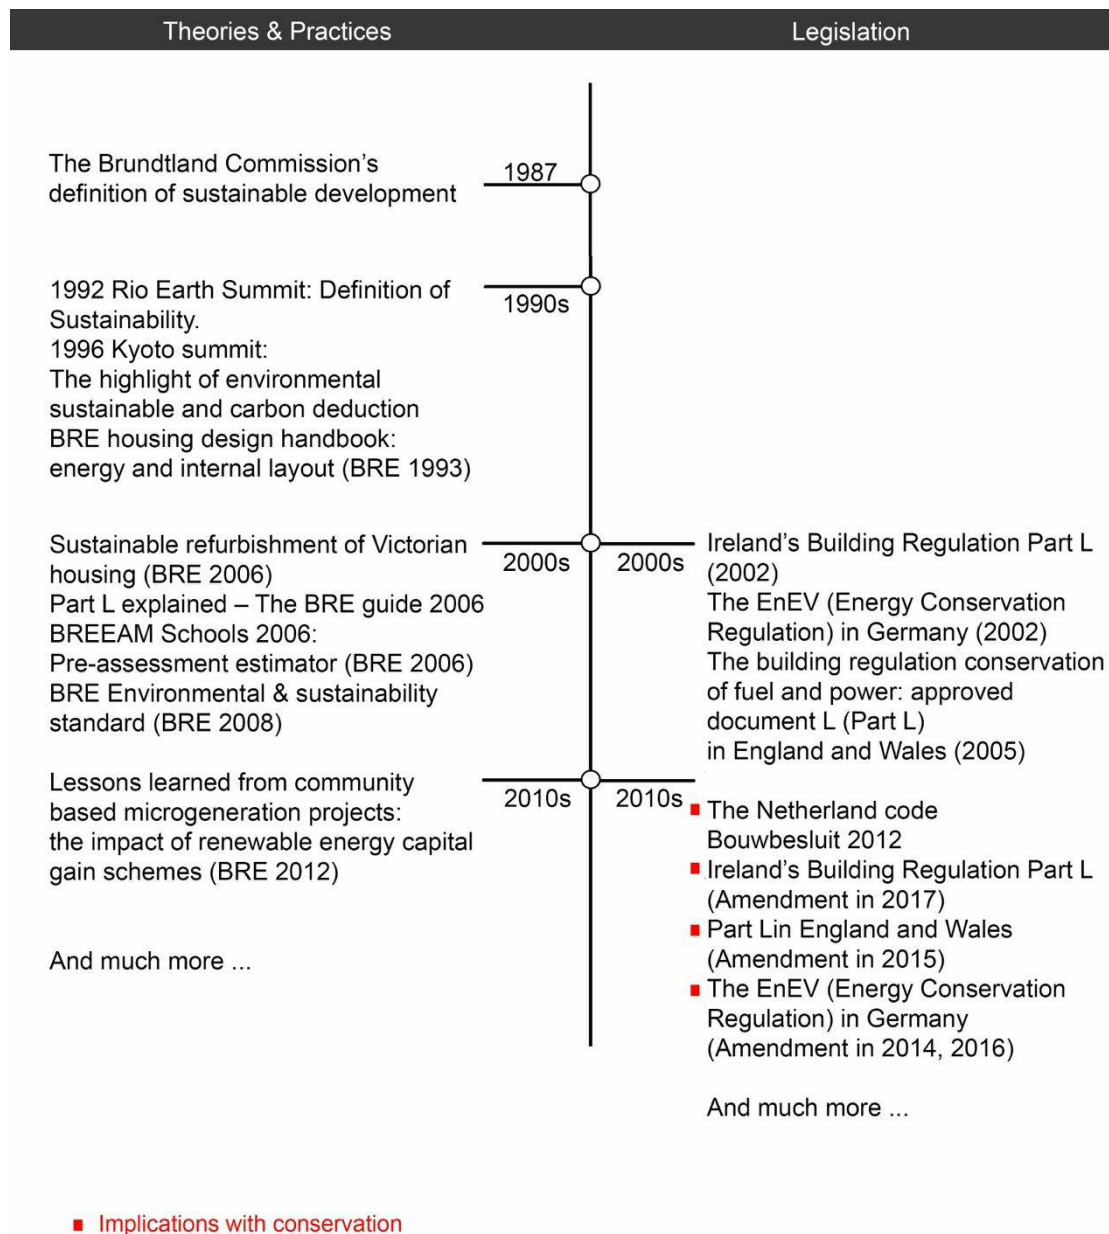 Theories & Practices
Legislation
The Brundtland Commission's
definition of sustainable development
1987
1992 Rio Earth Summit: Definition of
Sustainability.
1996 Kyoto summit:
The highlight of environmental
sustainable and carbon deduction
BRE housing design handbook:
energy and internal layout (BRE 1993)
1990s
Sustainable refurbishment of Victorian
housing (BRE 2006)
Part L explained – The BRE guide 2006
BREEAM Schools 2006:
Pre-assessment estimator (BRE 2006)
BRE Environmental & sustainability
standard (BRE 2008)
2000s
2000s
Ireland's Building Regulation Part L
(2002)
The EnEV (Energy Conservation
Regulation) in Germany (2002)
The building regulation conservation
of fuel and power: approved
document L (Part L)
in England and Wales (2005)
Lessons learned from community
based microgeneration projects:
the impact of renewable energy capital
gain schemes (BRE 2012)
And much more ...
2010s
2010s
The Netherland code
Bouwbesluit 2012
Ireland's Building Regulation Part L
(Amendment in 2017)
Part Lin England and Wales
(Amendment in 2015)
The EnEV (Energy Conservation
Regulation) in Germany
(Amendment in 2014, 2016)
And much more ...
Implications with conservation